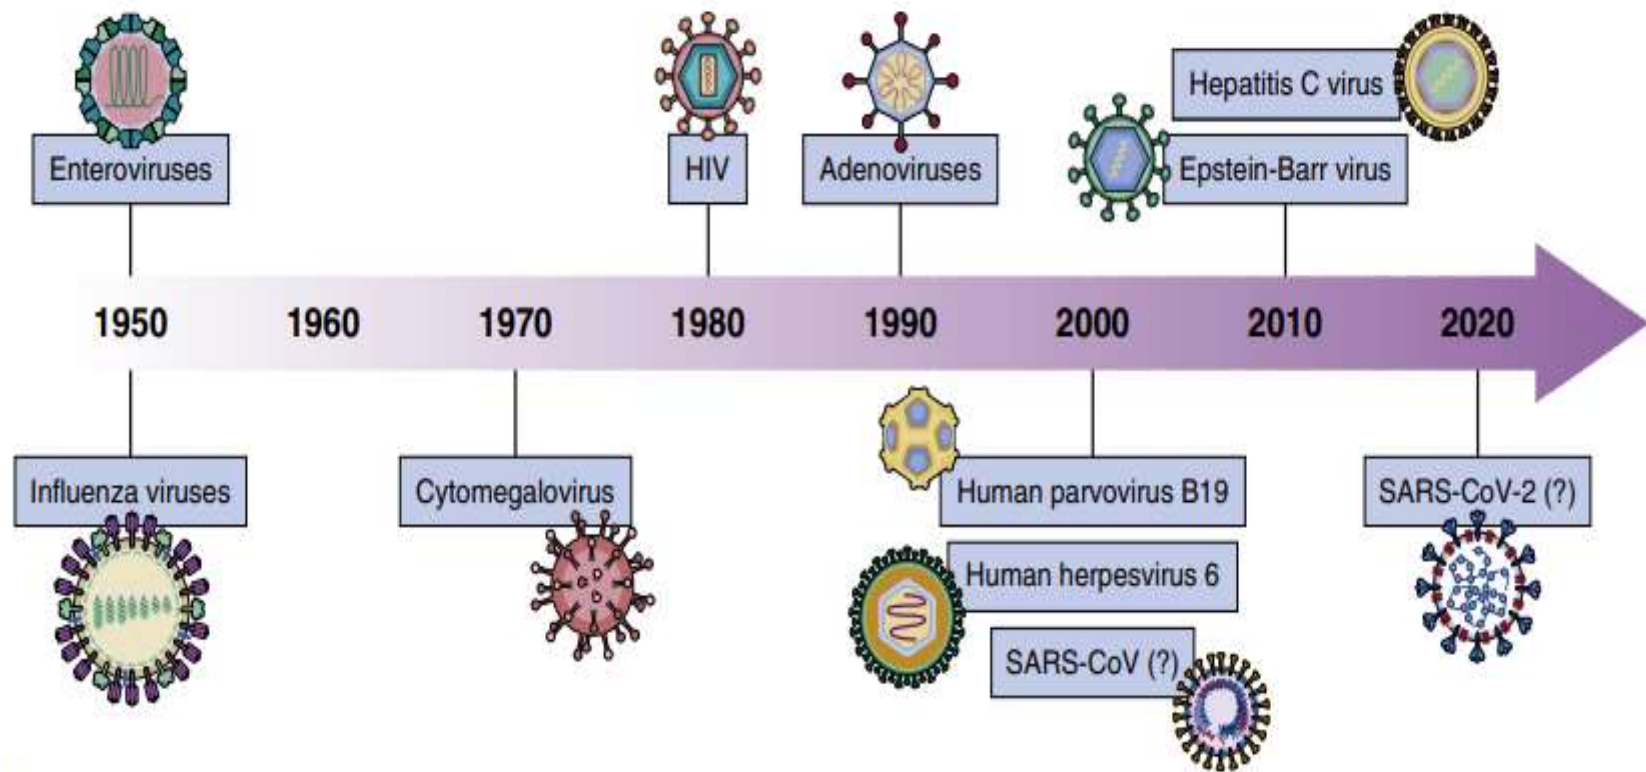 Hepatitis C virus
Enteroviruses
HIV
Adenoviruses
Epstein-Barr virus
1950 1960 1970 1980 1990 2000 2010 2020
Influenza viruses
Cytomegalovirus
Human parvovirus B19
SARS-CoV-2 (?)
Human herpesvirus 6
SARS-CoV (?)